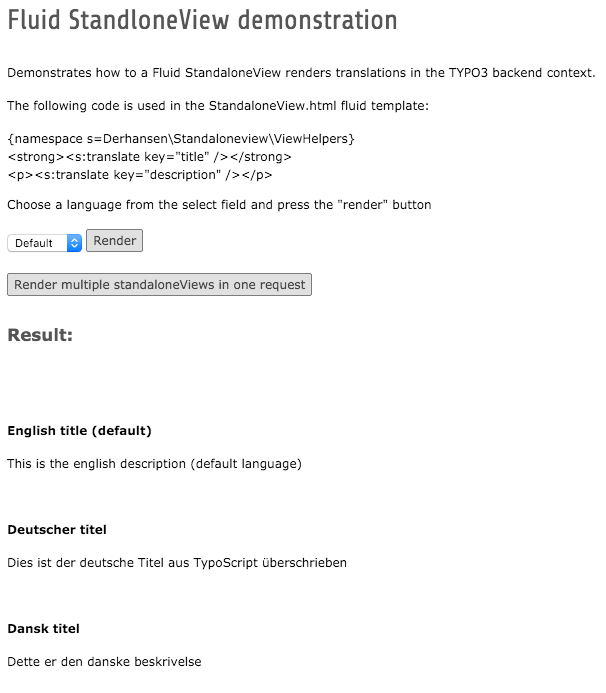 Fluid StandloneView demonstration
Demonstrates how to a Fluid StandaloneView renders translations in the TYPO3 backend context.
The following code is used in the StandaloneView.html fluid template:
{namespace s=Derhansen\Standaloneview\ViewHelpers}
<strong><s:translate key="title" /></strong>
<p><s:translate key="description" /></p>
Choose a language from the select field and press the "render" button
Default Render
Render multiple standaloneViews in one request
Result:
English title (default)
This is the english description (default language)
Deutscher titel
Dies ist der deutsche Titel aus TypoScript überschrieben
Dansk titel
Dette er den danske beskrivelse